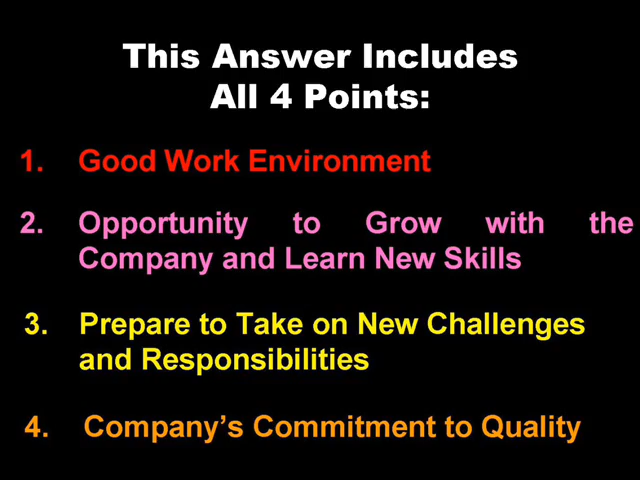 This Answer Includes
All 4 Points:
1. Good Work Environment
2. Opportunity to Grow with the
Company and Learn New Skills
3. Prepare to Take on New Challenges
and Responsibilities
4. Company’s Commitment to Quality